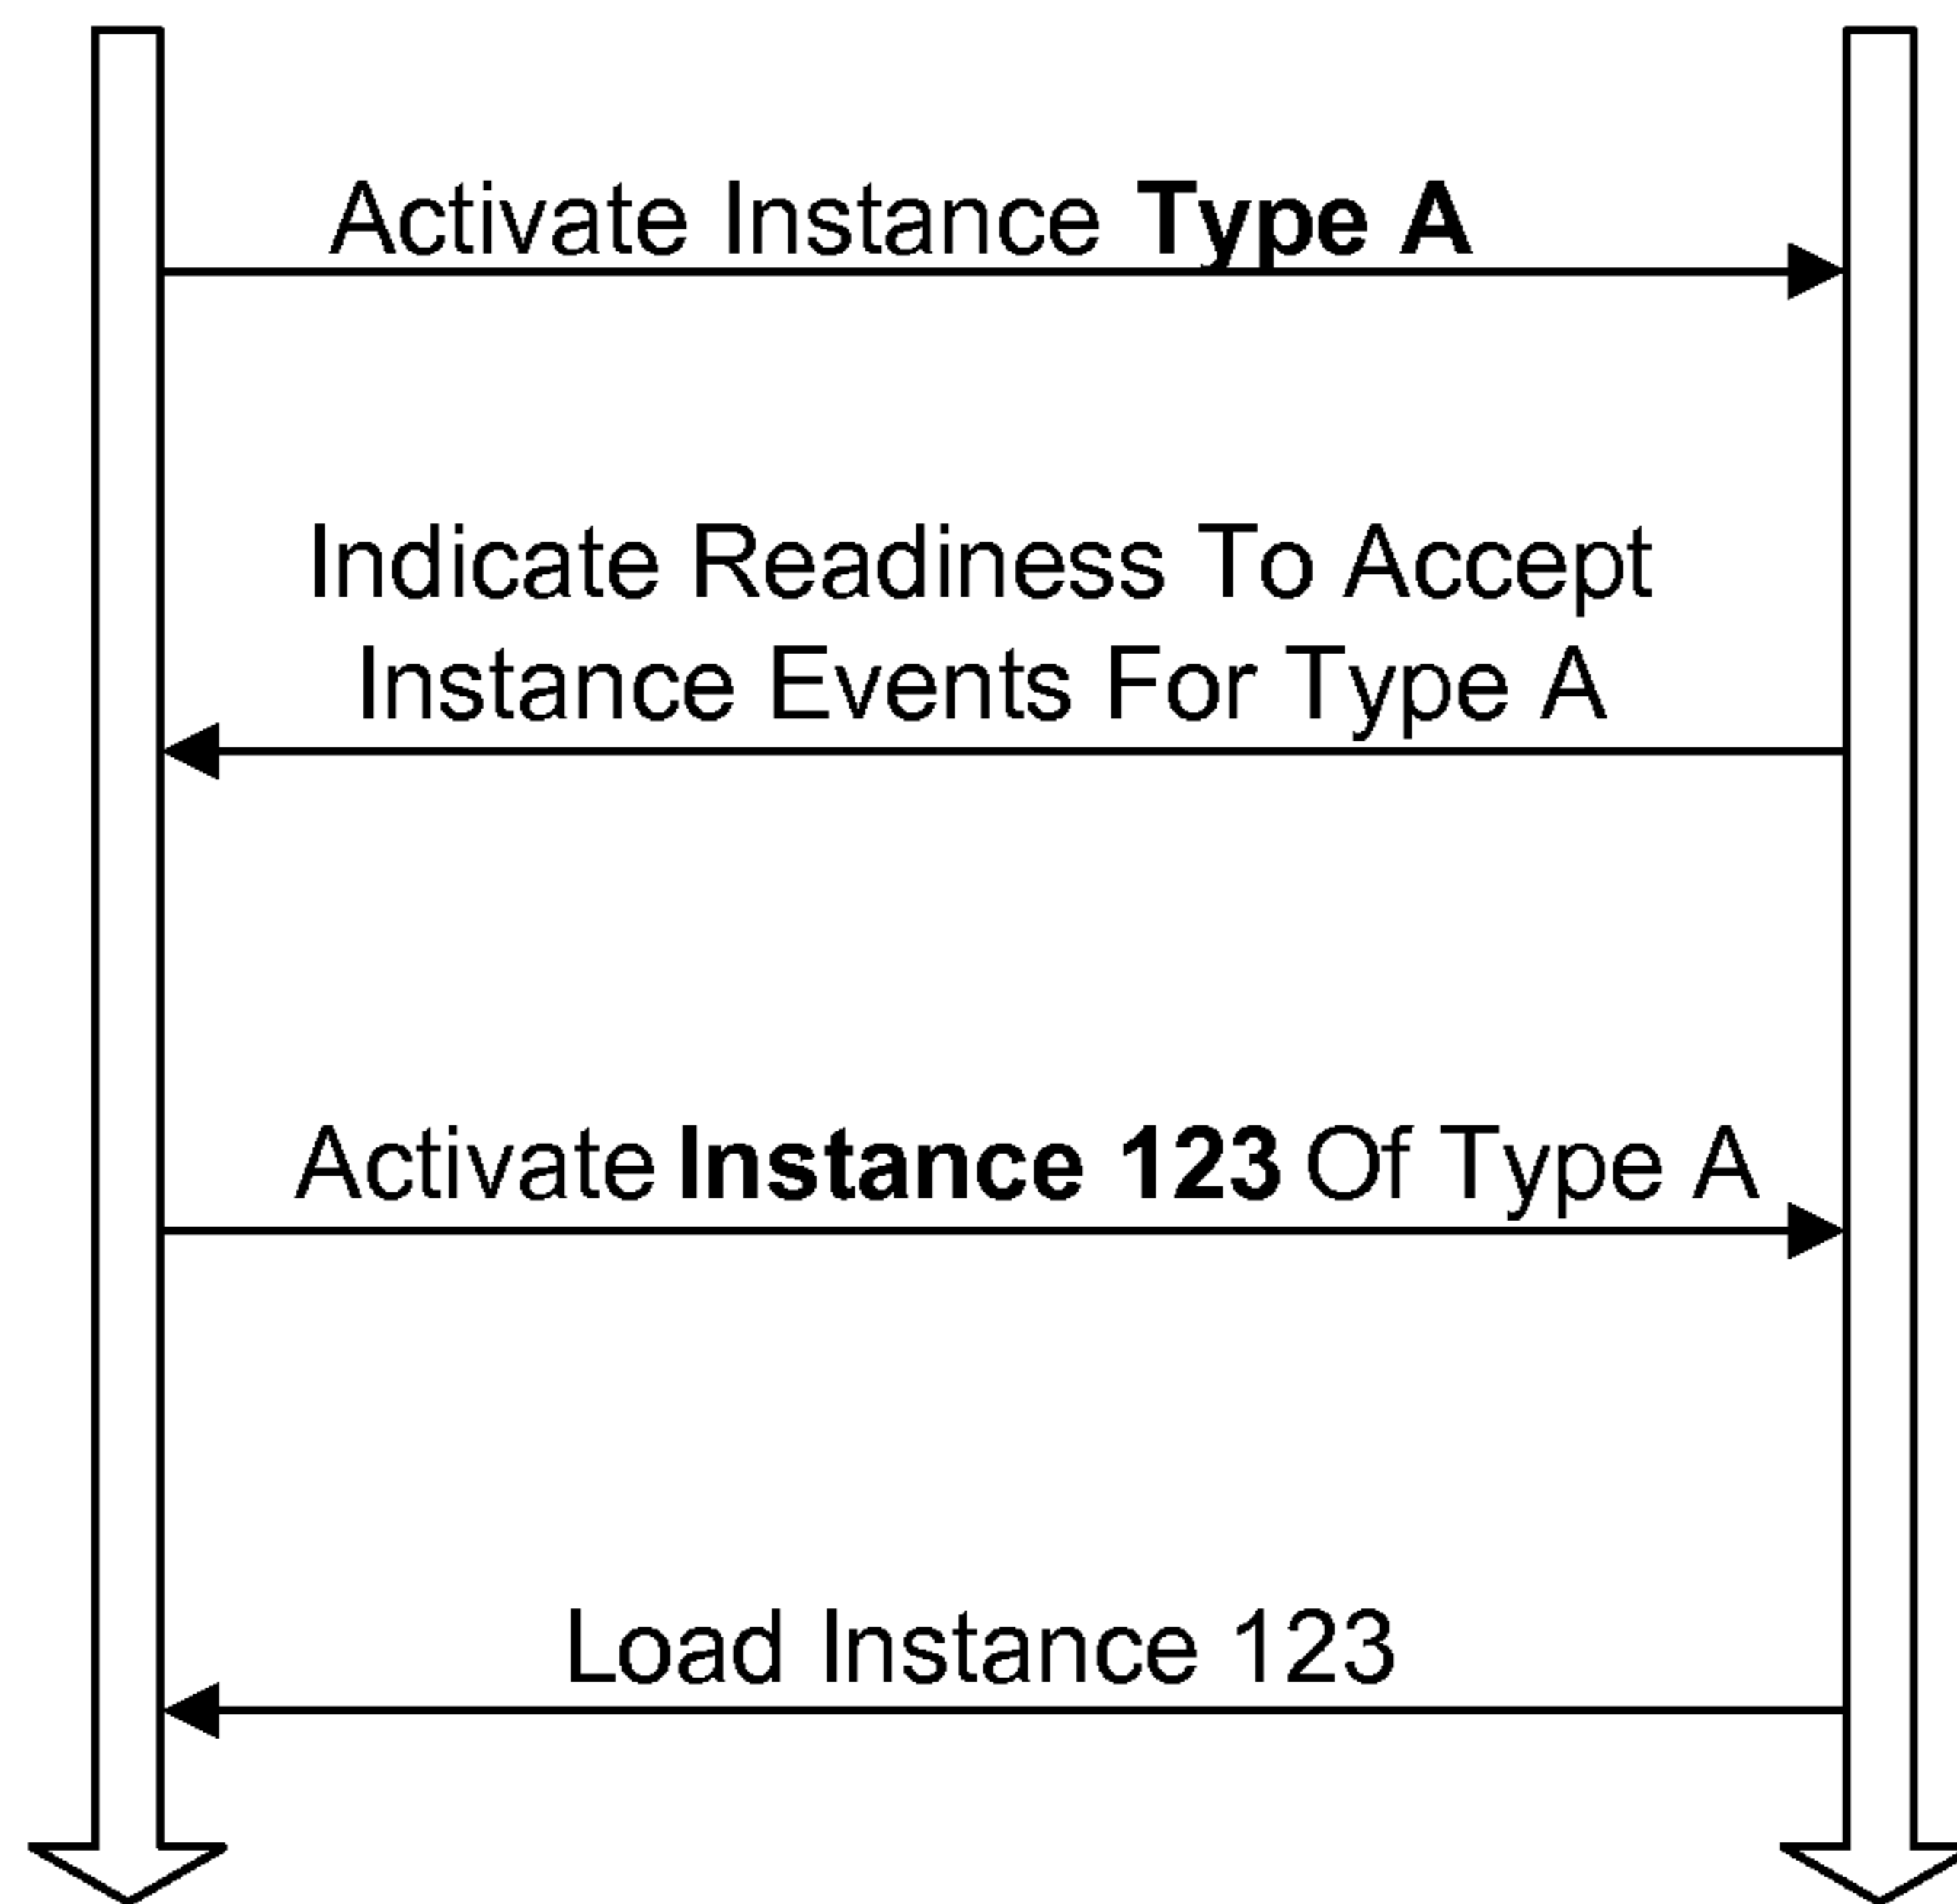 Activate Instance Type A
Indicate Readiness To Accept
Instance Events For Type A
Activate Instance 123 Of Type A
Load Instance 123